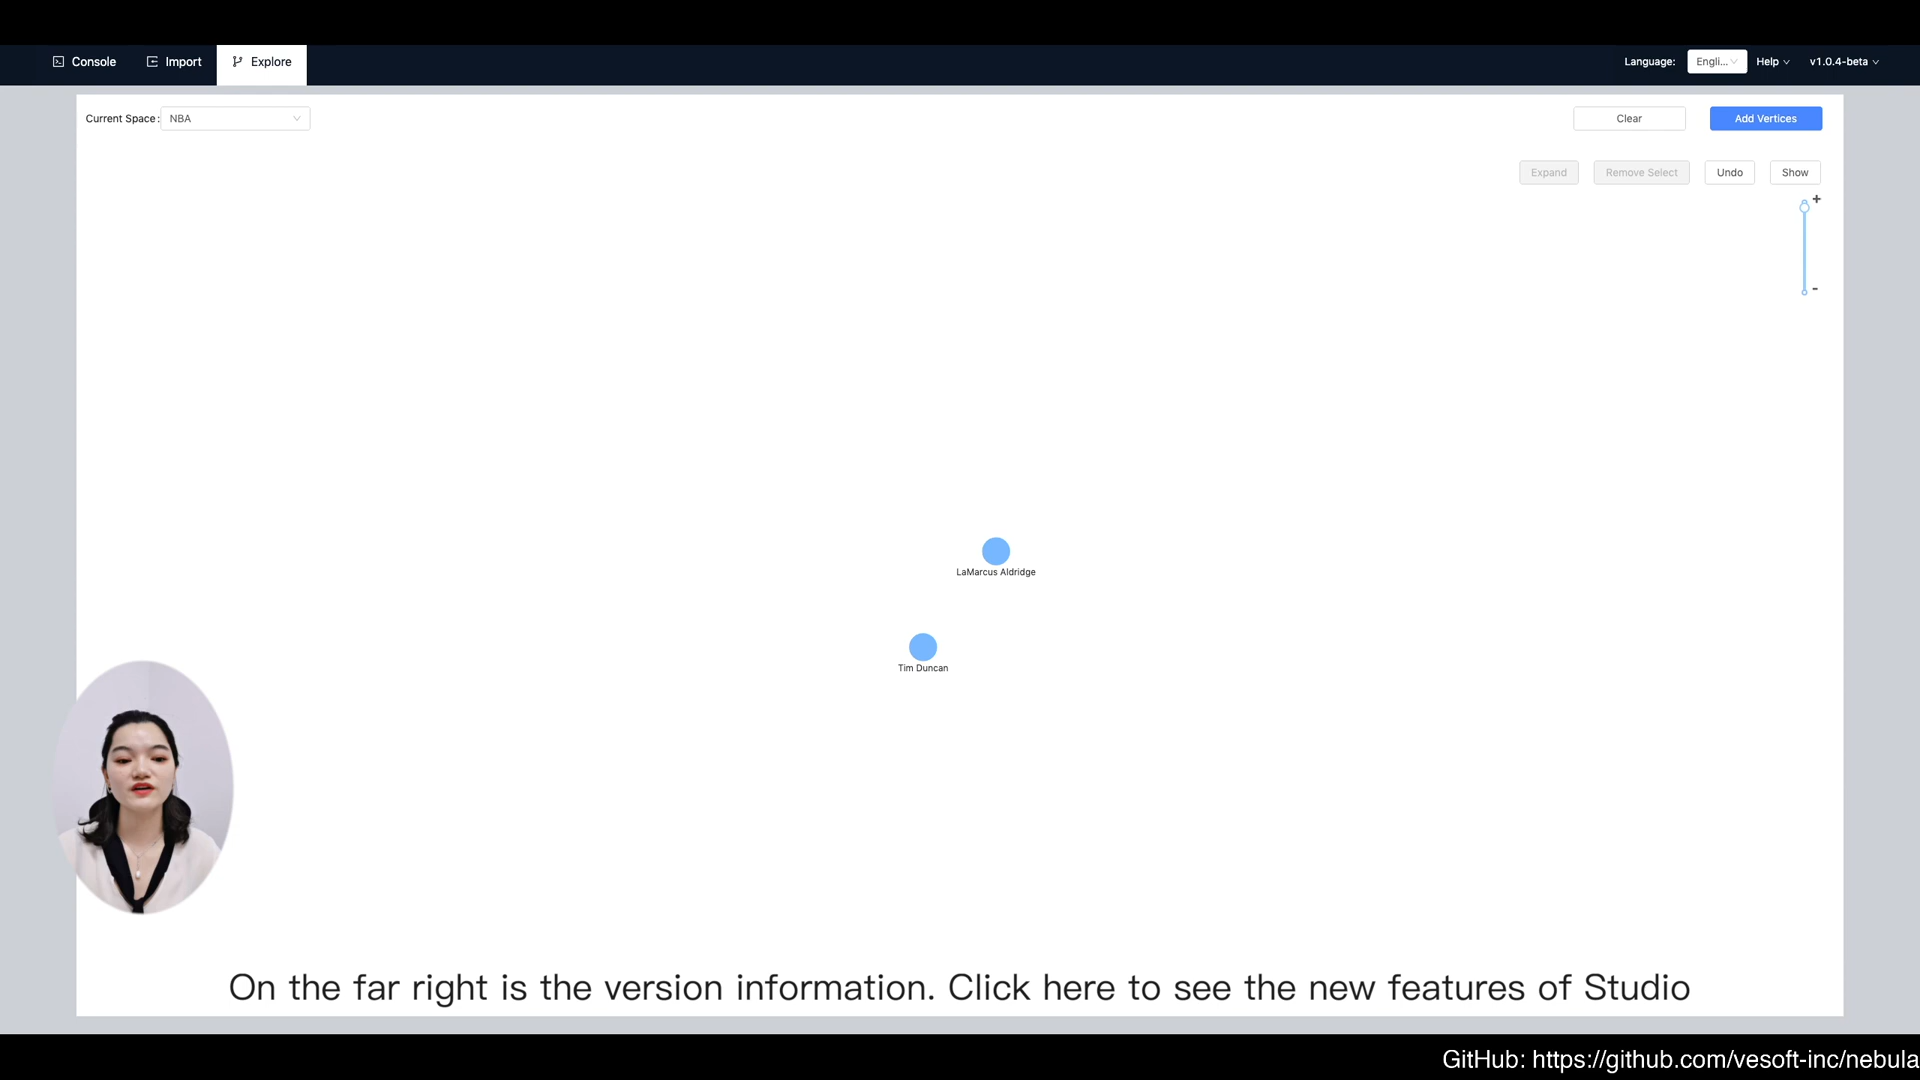 Console Import Explore Language: Engli... Help v1.0.4-beta
Current Space: NBA Clear Add Vertices
Expand Remove Select Undo Show
+
-
LaMarcus Aldridge
Tim Duncan
On the far right is the version information. Click here to see the new features of Studio
GitHub: https://github.com/vesoft-inc/nebula